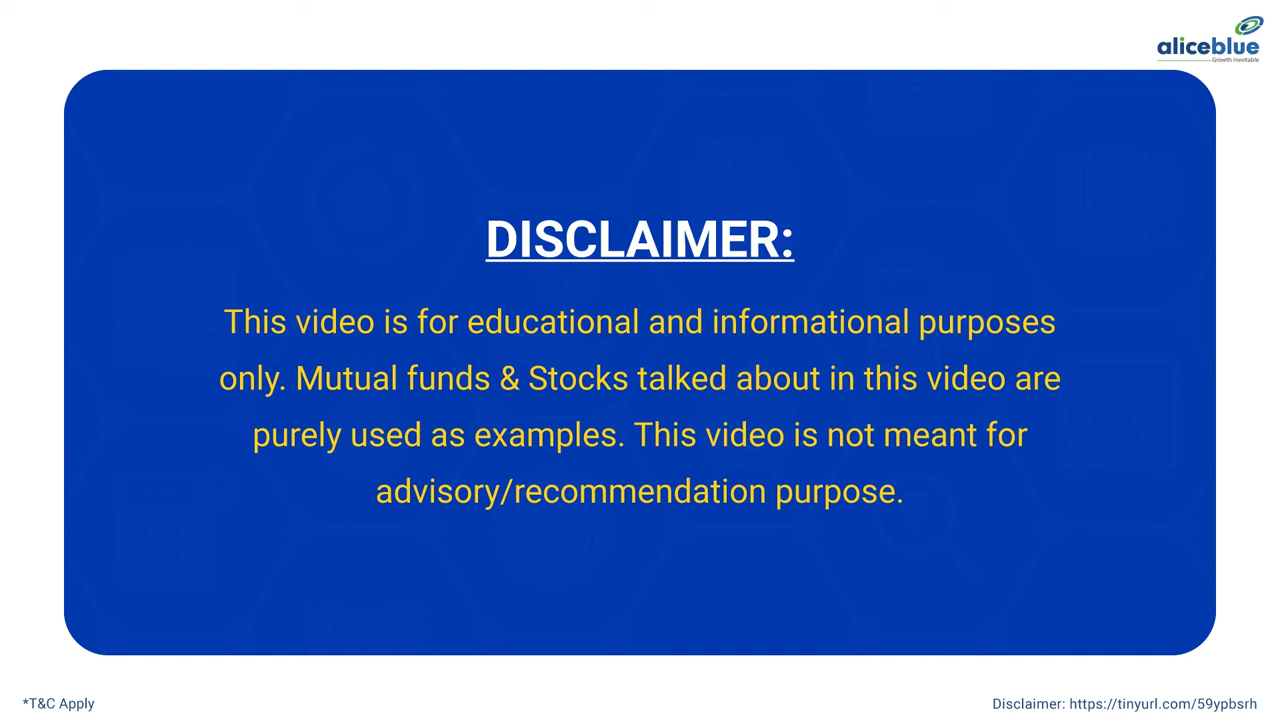 aliceblue
Growth inevitable
DISCLAIMER:
This video is for educational and informational purposes
only. Mutual funds & Stocks talked about in this video are
purely used as examples. This video is not meant for
advisory/recommendation purpose.
*T&C Apply
Disclaimer: https://tinyurl.com/59ypbsrh